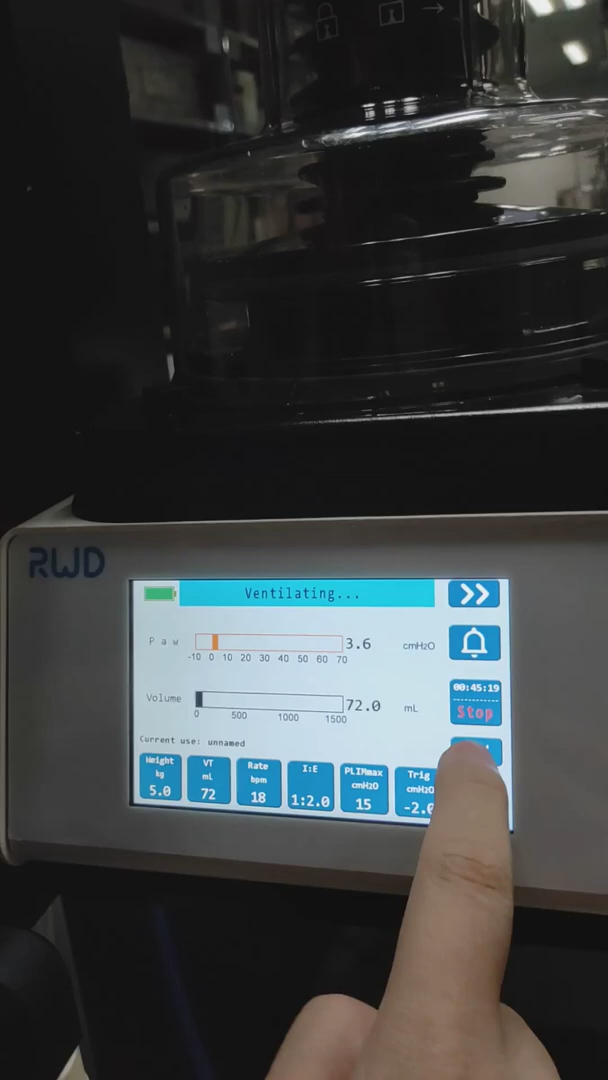 RWD
Ventilating...
Paw
3.6
cmH2O
-10 0 10 20 30 40 50 60 70
00:45:19
Stop
Volume
72.0
mL
0 500 1000 1500
Current use: unnamed
Weight
kg
5.0
VT
mL
72
Rate
bpm
18
I:E
1:2.0
PLIMmax
cmH2O
15
Trig
cmH2O
-2.0